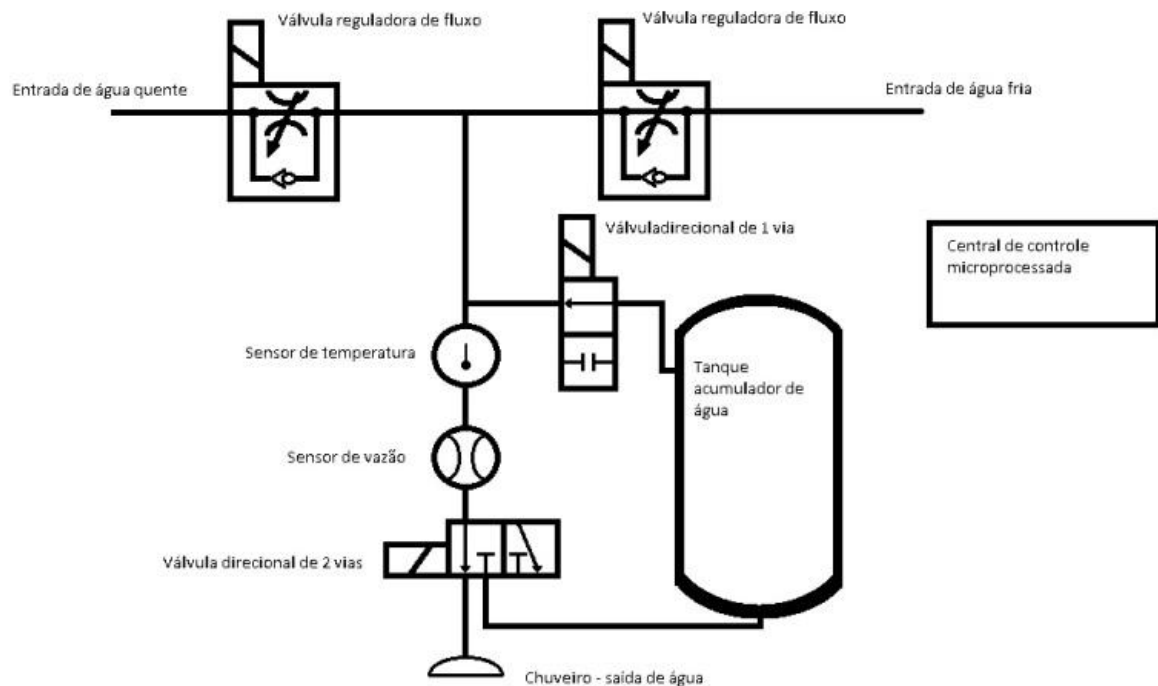 Válvula reguladora de fluxo
Válvula reguladora de fluxo
Entrada de água quente
Entrada de água fria
Válvuladirecional de 1 via
Central de controle
microprocessada
Sensor de temperatura
Tanque
acumulador de
água
Sensor de vazão
Válvula direcional de 2 vias
Chuveiro - saída de água